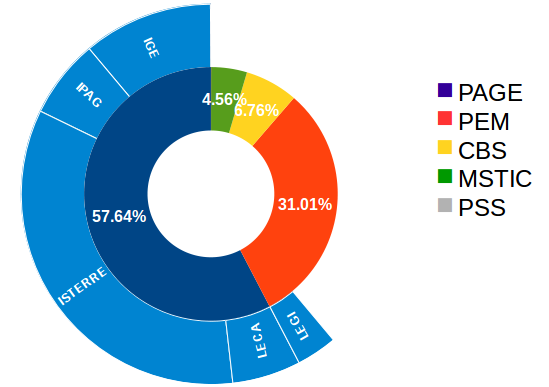 IGE
IPAG
ISTERRE
LECA
LEGI
4.56%
6.76%
31.01%
57.64%
PAGE
PEM
CBS
MSTIC
PSS